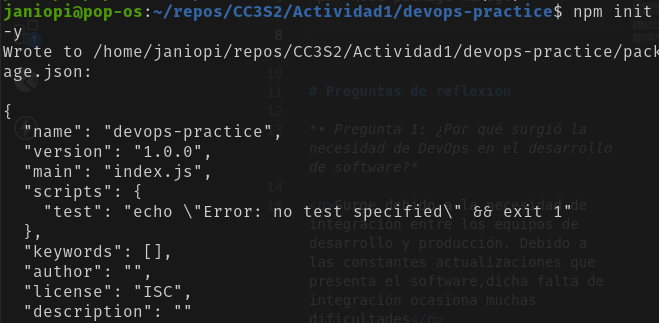 janiopi@pop-os:~/repos/CC3S2/Actividad1/devops-practice$ npm init
-y
Wrote to /home/janiopi/repos/CC3S2/Actividad1/devops-practice/pack
age.json:
{
"name": "devops-practice",
"version": "1.0.0",
"main": "index.js",
"scripts": {
"test": "echo \"Error: no test specified\" && exit 1"
},
"keywords": [],
"author": "",
"license": "ISC",
"description": ""
8
10
11
# Preguntas de reflexion
12
*• Pregunta 1: ¿Por qué surgió la
necesidad de DevOps en el desarrollo
de software?*
14
integración entre los equipos de
desarrollo y producción. Debido a
las constantes actualizaciones que
presenta el software,dicha falta de
integración ocasiona muchas
dificultades</p>